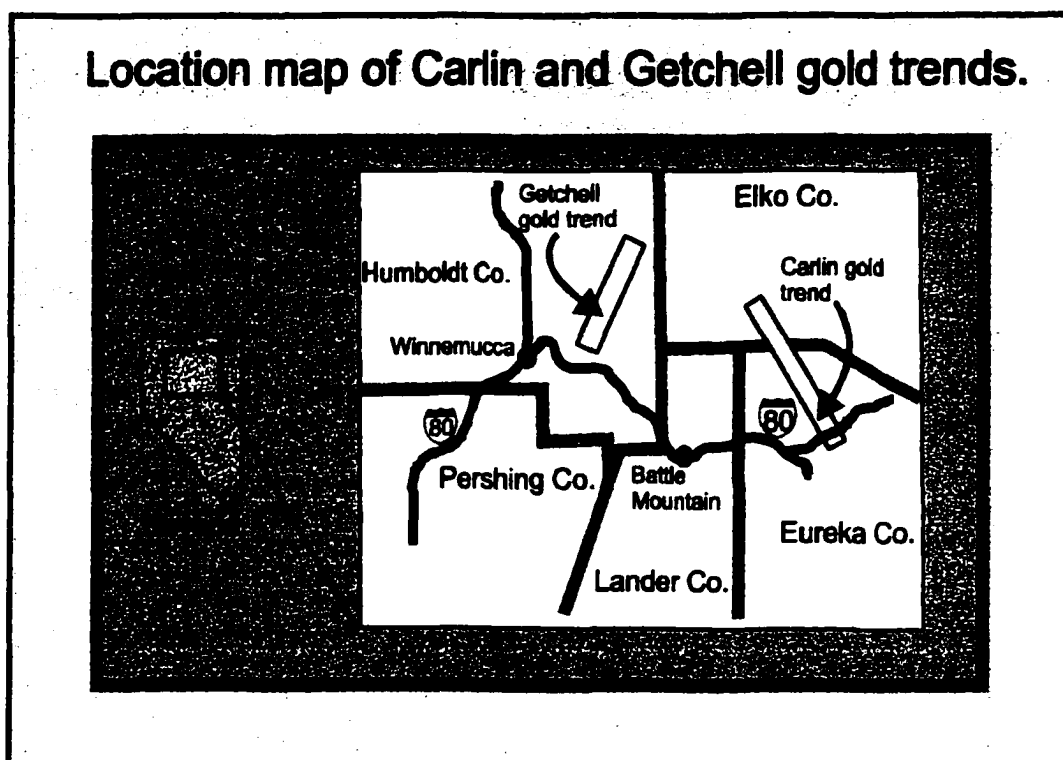 Location map of Carlin and Getchell gold trends.
Getchell
gold trend
Elko Co.
Humboldt Co.
Carlin gold
trend
Winnemucca
80
80
Pershing Co.
Battle
Mountain
Eureka Co.
Lander Co.